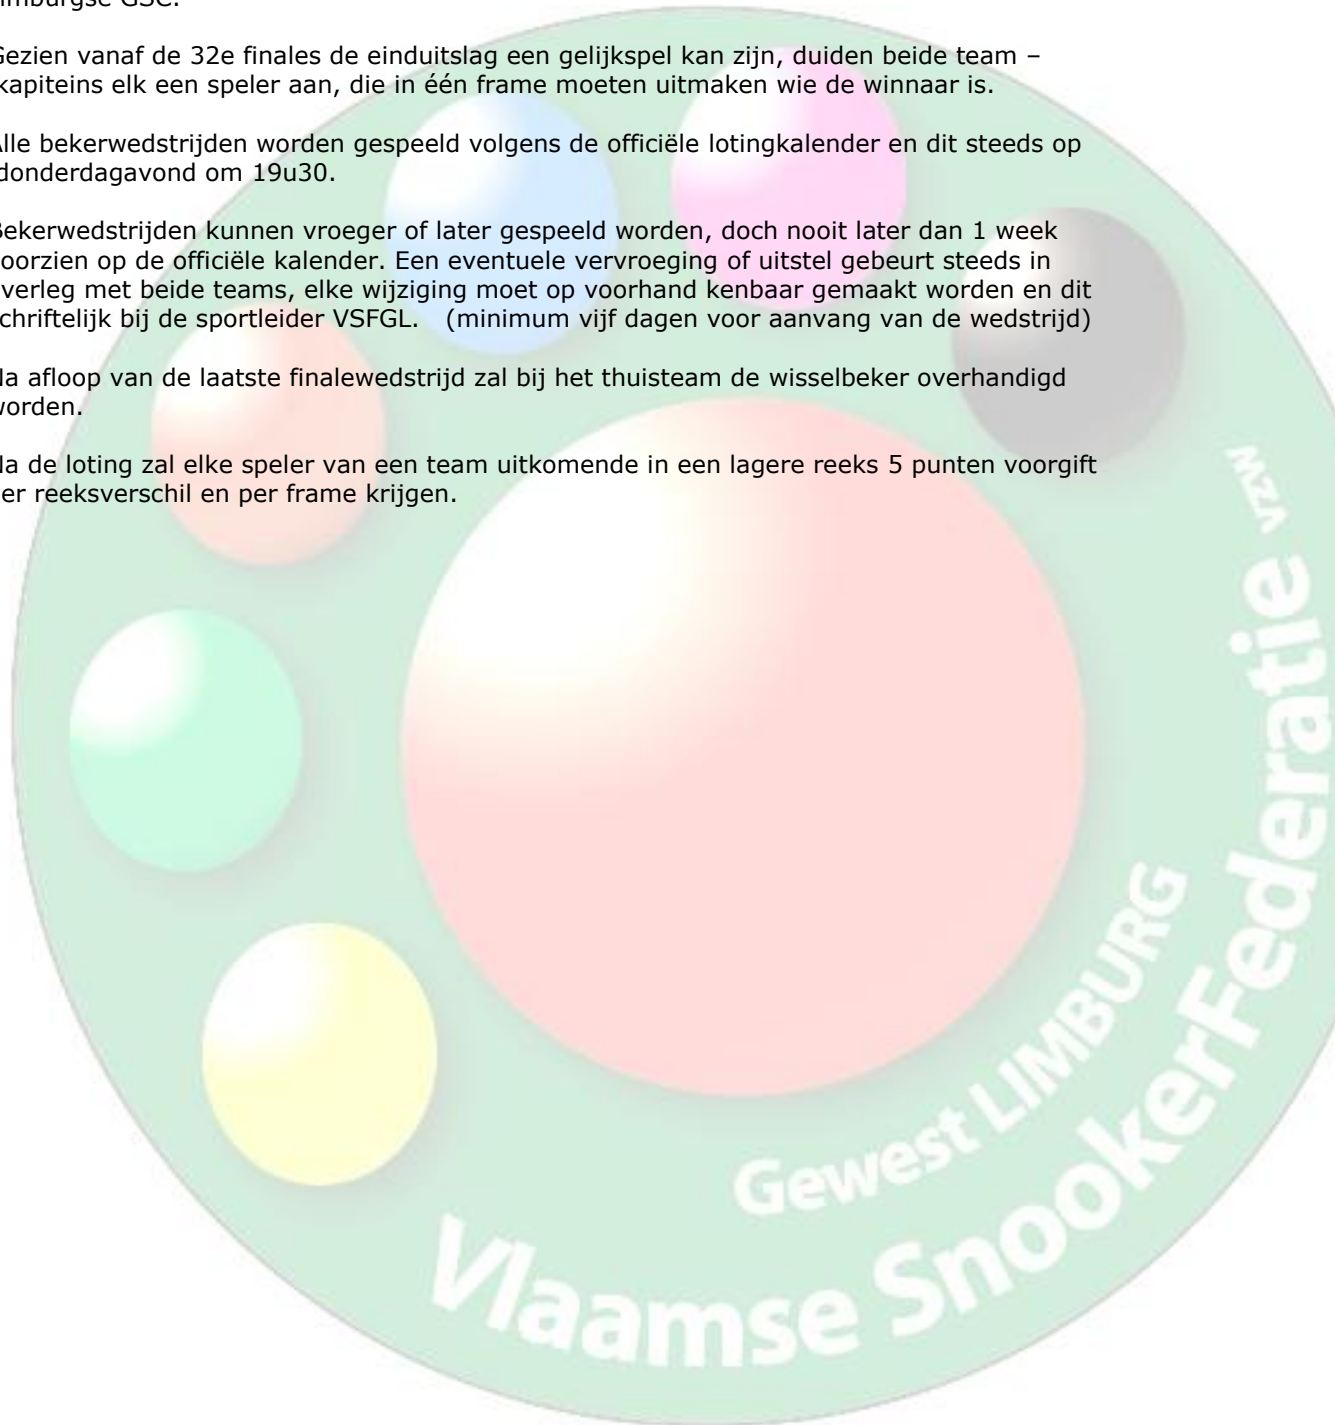 imburgse GSC.
Gezien vanaf de 32e finales de einduitslag een gelijkspel kan zijn, duiden beide team –
kapiteins elk een speler aan, die in één frame moeten uitmaken wie de winnaar is.
Alle bekerwedstrijden worden gespeeld volgens de officiële lotingkalender en dit steeds op
donderdagavond om 19u30.
Bekerwedstrijden kunnen vroeger of later gespeeld worden, doch nooit later dan 1 week
oorzien op de officiële kalender. Een eventuele vervroeging of uitstel gebeurt steeds in
verleg met beide teams, elke wijziging moet op voorhand kenbaar gemaakt worden en dit
chriftelijk bij de sportleider VSFGL. (minimum vijf dagen voor aanvang van de wedstrijd)
Na afloop van de laatste finalewedstrijd zal bij het thuisteam de wisselbeker overhandigd
worden.
Na de loting zal elke speler van een team uitkomende in een lagere reeks 5 punten voorgift
er reeksverschil en per frame krijgen.
Gewest LIMBURG
Vlaamse SnookerFederatie vzw